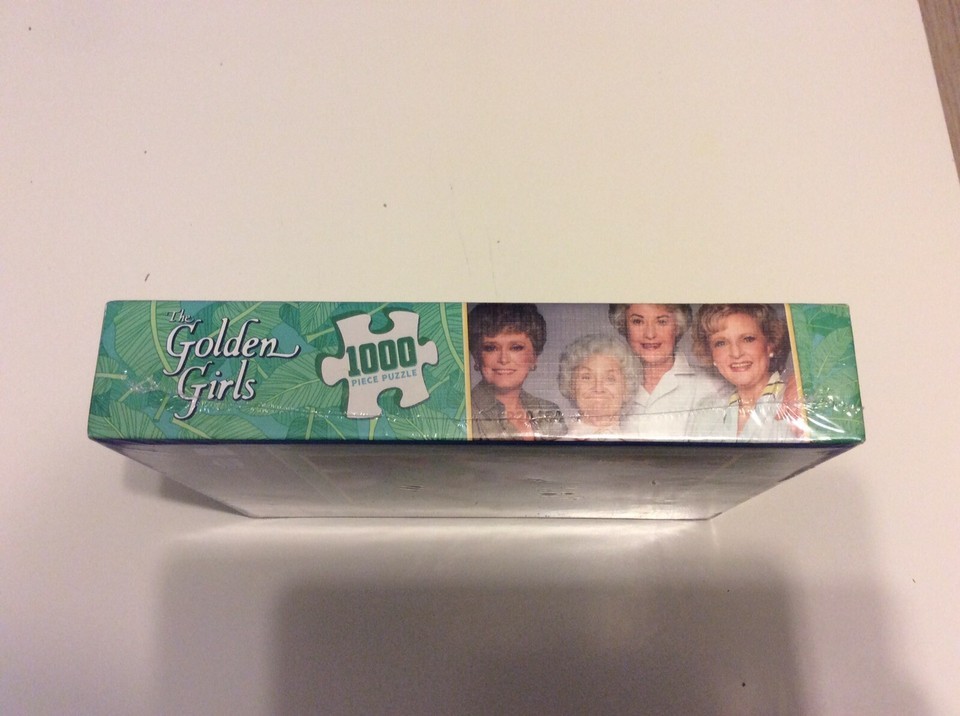 The
Golden
Girls
1000
PIECE PUZZLE